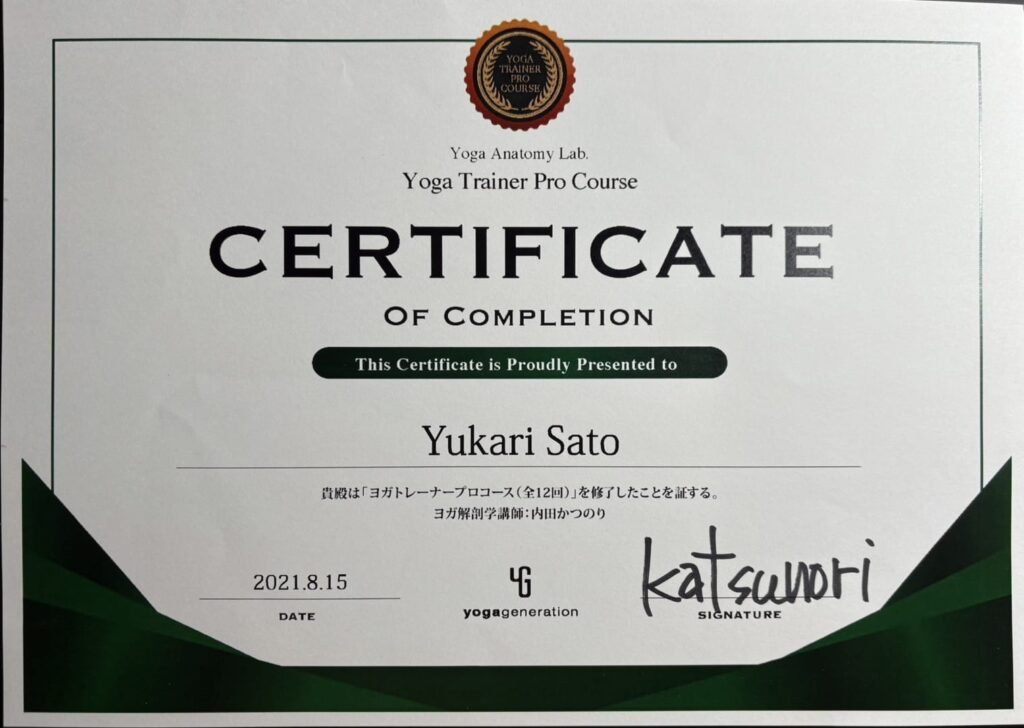 YOGA
TRAINER
PRO
COURSE
Yoga Anatomy Lab.
Yoga Trainer Pro Course
CERTIFICATE
OF COMPLETION
This Certificate is Proudly Presented to
Yukari Sato
貴殿は「ヨガトレーナープロコース(全12回)」を修了したことを証する。
ヨガ解剖学講師:内田かつのり
2021.8.15
DATE
YG
yogageneration
katsunori
SIGNATURE